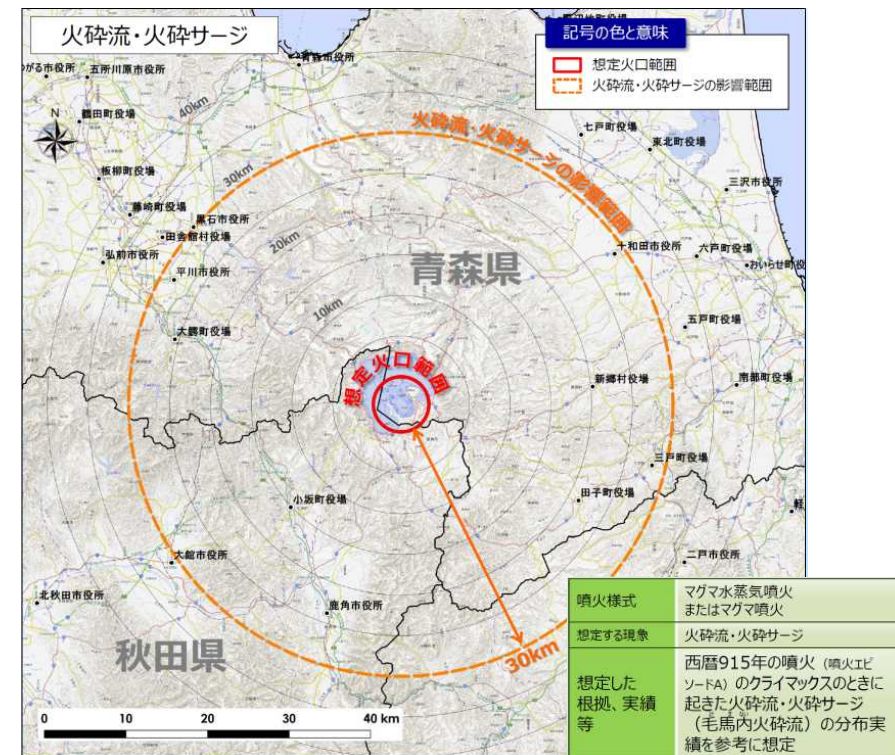 火砕流・火砕サージ
記号の色と意味
想定火口範囲
火砕流・火砕サージの影響範囲
青森市役所
五所川原市役所
鶴田町役場
板柳町役場
藤崎町役場
黒石市役所
田舎館村役場
弘前市役所
平川市役所
大鰐町役場
七戸町役場
東北町役場
三沢市役所
十和田市役所
六戸町役場
おいらせ町役
五戸町役場
新郷村役場
南部町役場
三戸町役場
田子町役場
二戸市役所
小坂町役場
大館市役所
北秋田市役所
鹿角市役所
N
40km
30km
20km
10km
火砕流・火砕サージの影響範囲
青森県
想定火口範囲
秋田県
30km
0 10 20 30 40 km
噴火様式
マグマ水蒸気噴火
またはマグマ噴火
想定する現象
火砕流・火砕サージ
想定した
根拠、実績
等
西暦915年の噴火（噴火エピ
ソードA）のクライマックスのときに
起きた火砕流・火砕サージ
（毛馬内火砕流）の分布実
績を参考に想定